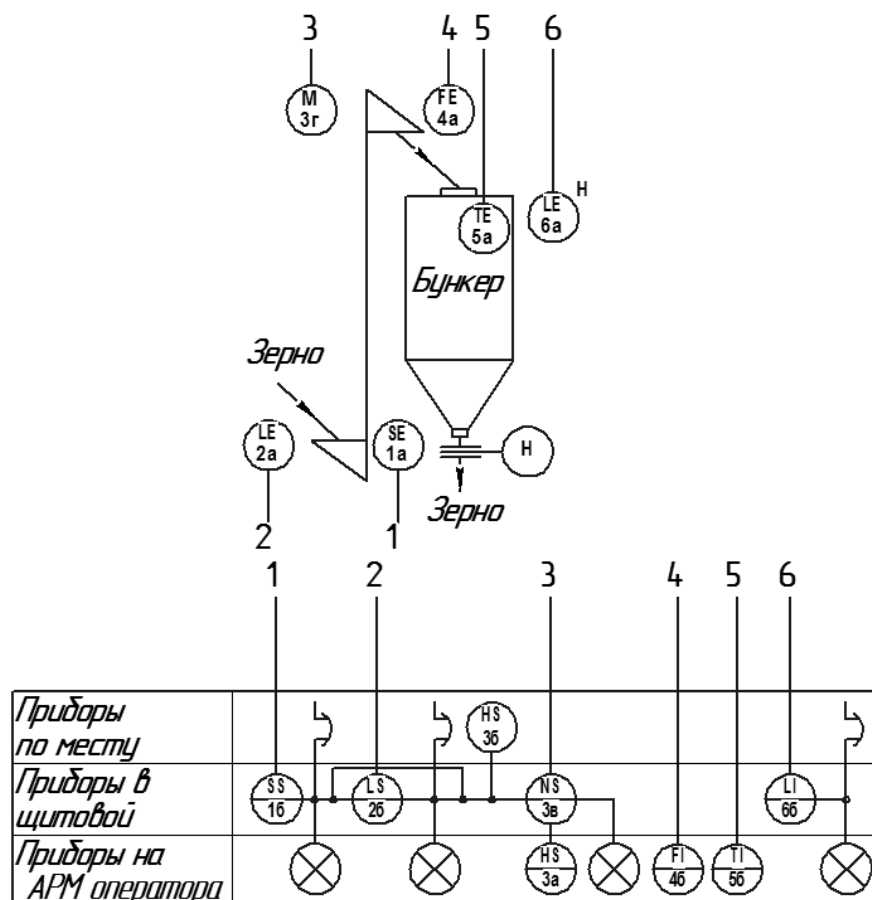 3 4 5 6
M
3г
FE
4а
TE
5а
LE
6а
H
Бункер
Зерно
LE
2а
SE
1а
H
Зерно
2 1
1 2 3 4 5 6
Приборы
по месту
HS
3б
Приборы в
щитовой
SS
1б
LS
2б
NS
3в
LI
6б
Приборы на
АРМ оператора
HS
3а
FI
4б
TI
5б